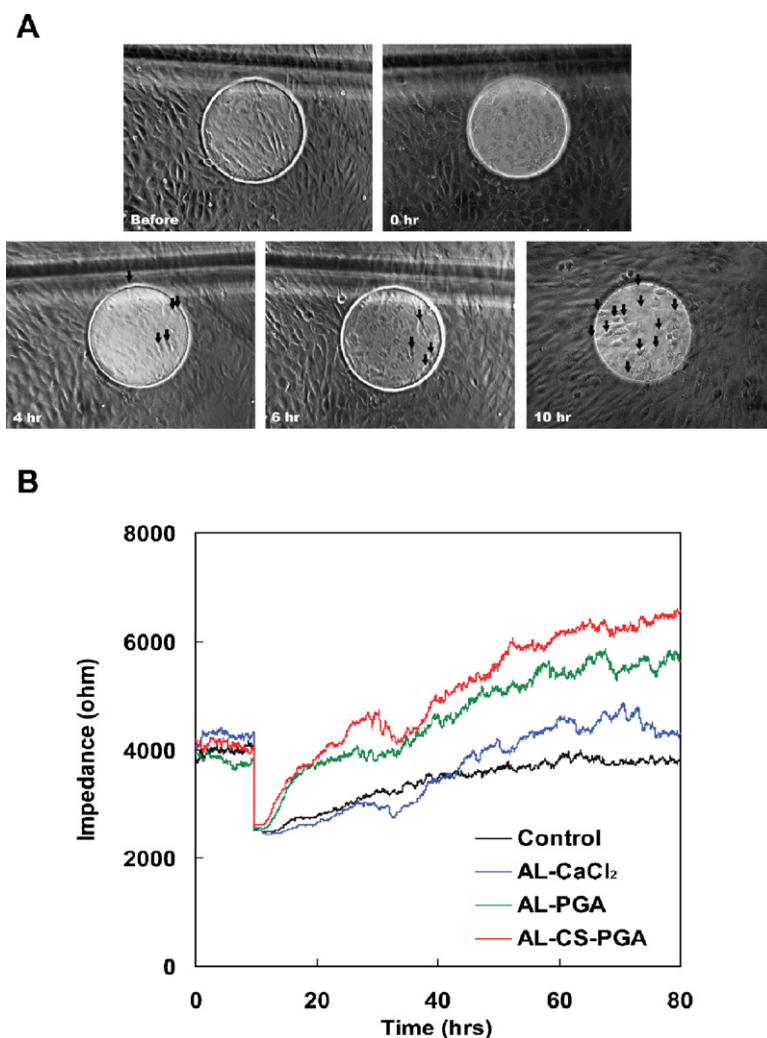 A
Before
0 hr
4 hr
6 hr
10 hr
B
8000
6000
4000
2000
0
Impedance (ohm)
Control
AL-CaCl₂
AL-PGA
AL-CS-PGA
0 20 40 60 80
Time (hrs)